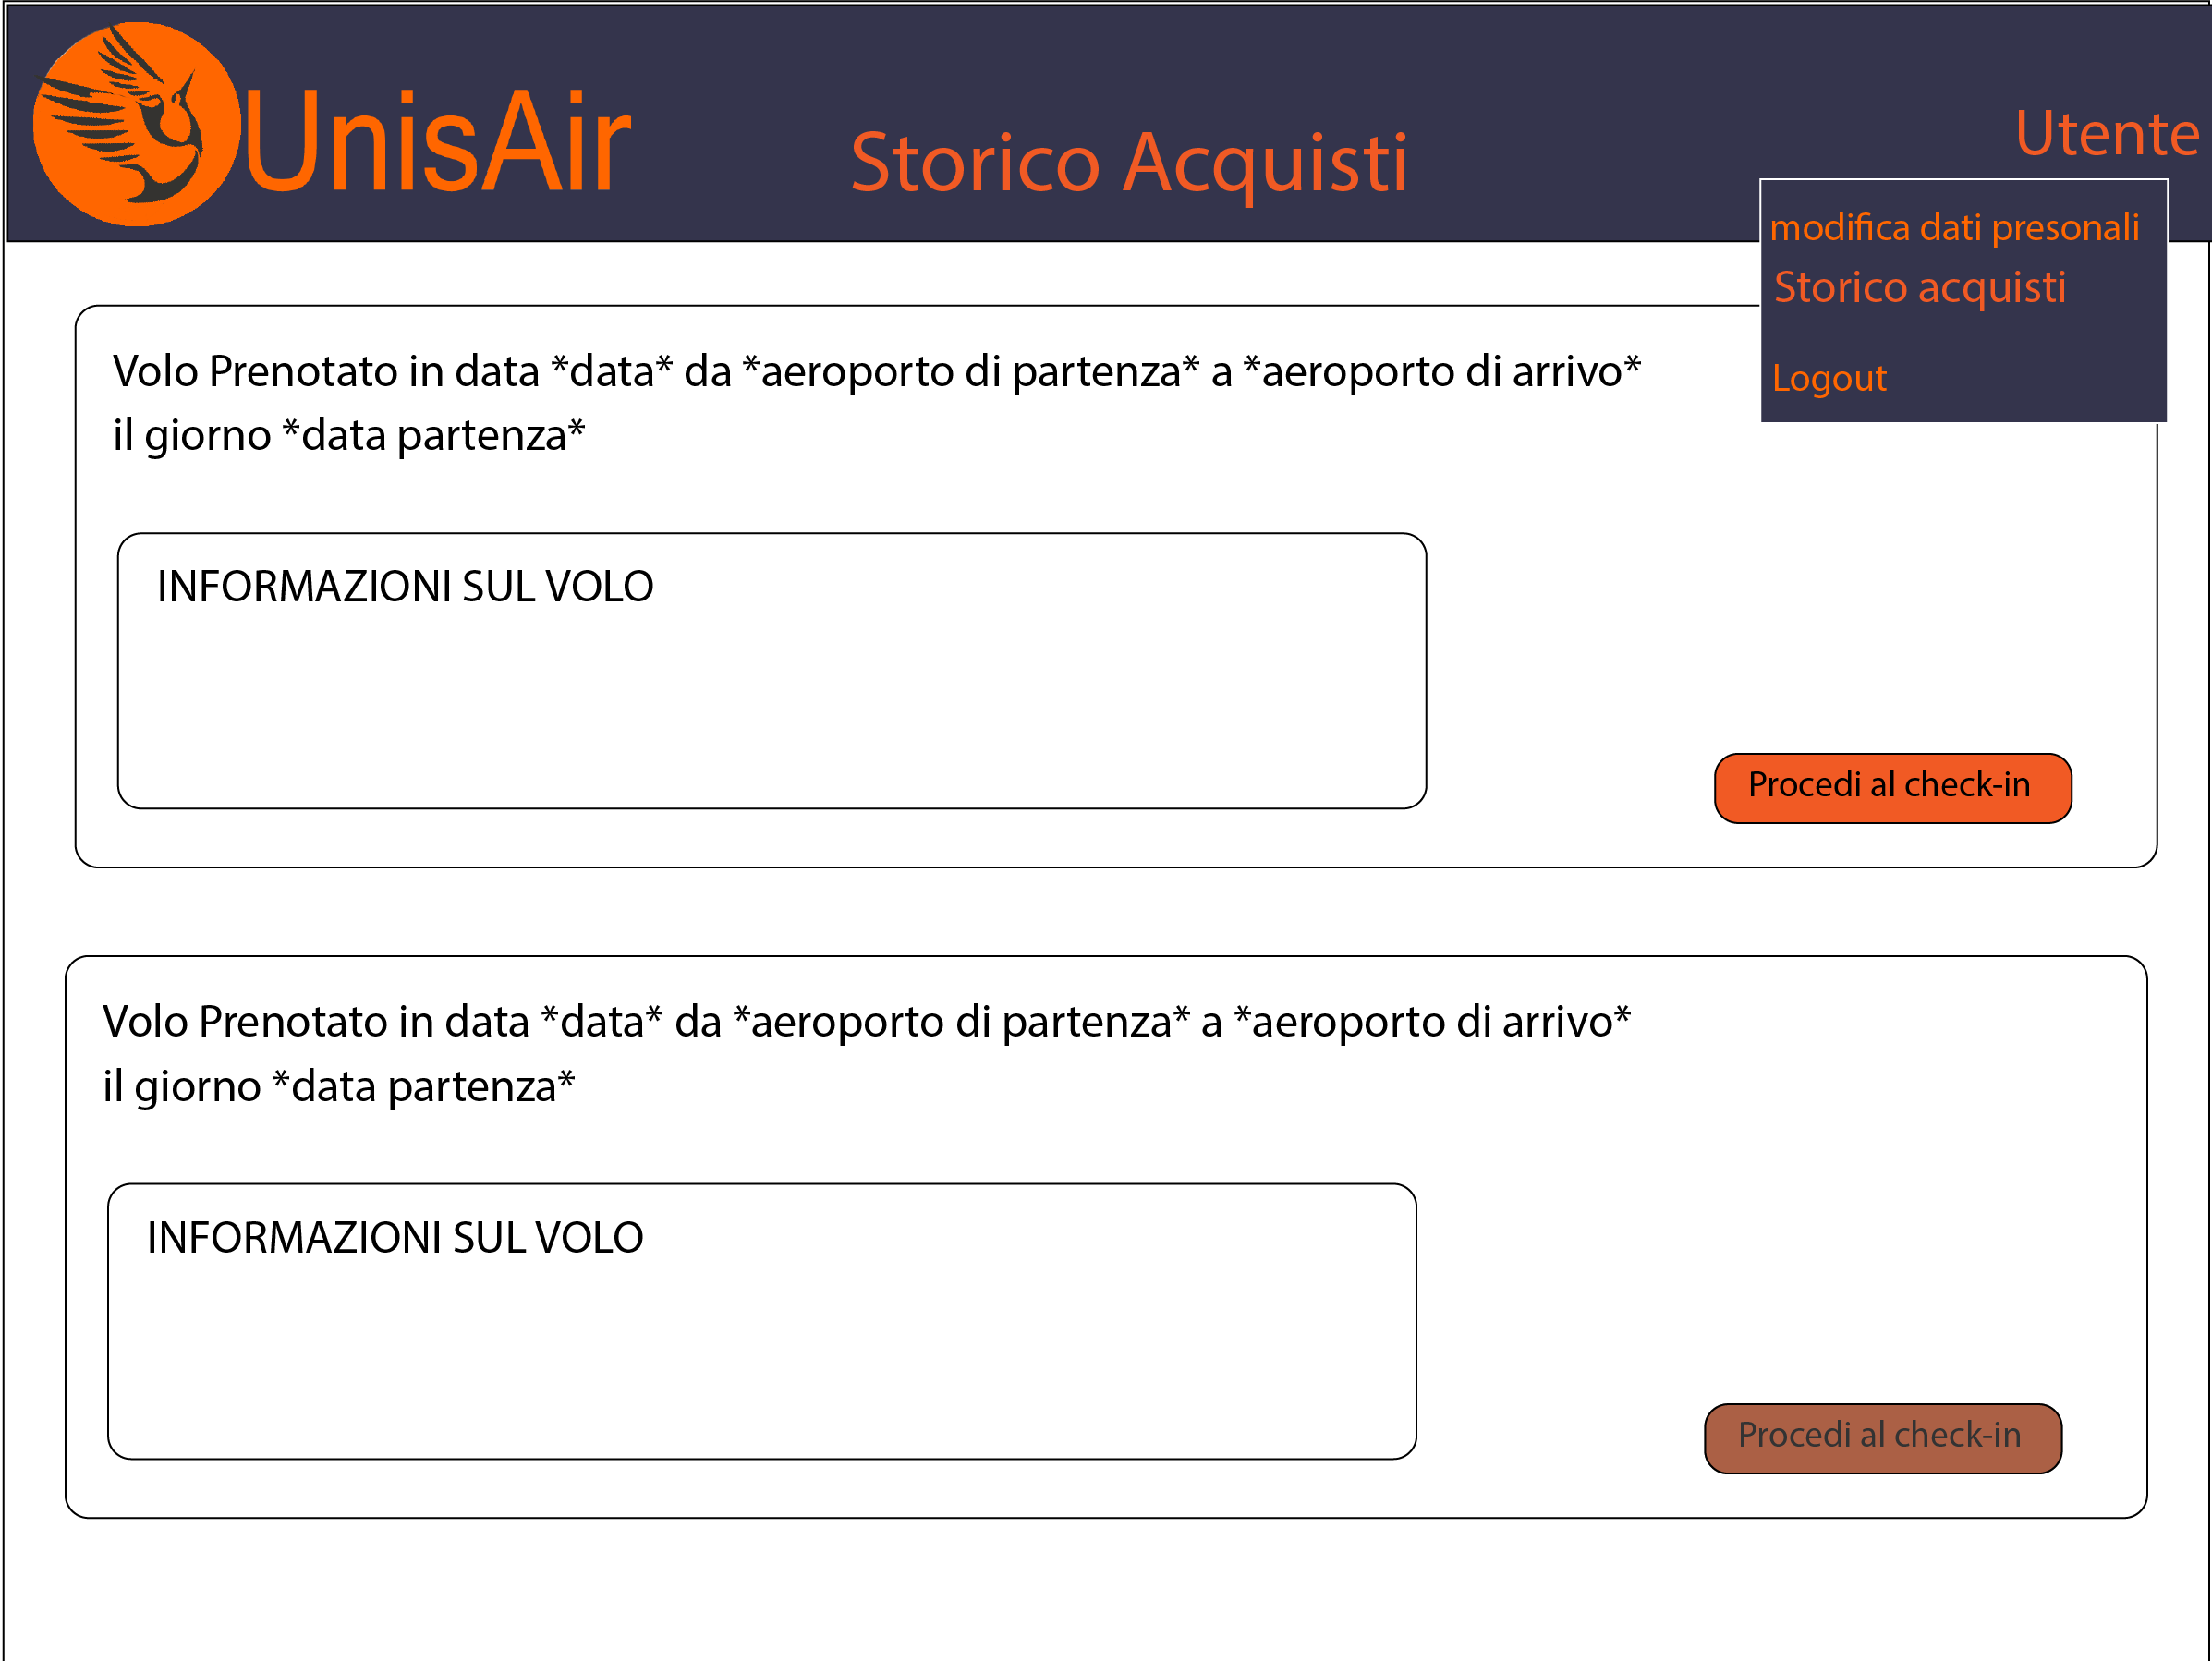 UnisAir
Storico Acquisti
Utente
modifica dati presonali
Storico acquisti
Logout
Volo Prenotato in data *data* da *aeroporto di partenza* a *aeroporto di arrivo*
il giorno *data partenza*
INFORMAZIONI SUL VOLO
Procedi al check-in
Volo Prenotato in data *data* da *aeroporto di partenza* a *aeroporto di arrivo*
il giorno *data partenza*
INFORMAZIONI SUL VOLO
Procedi al check-in